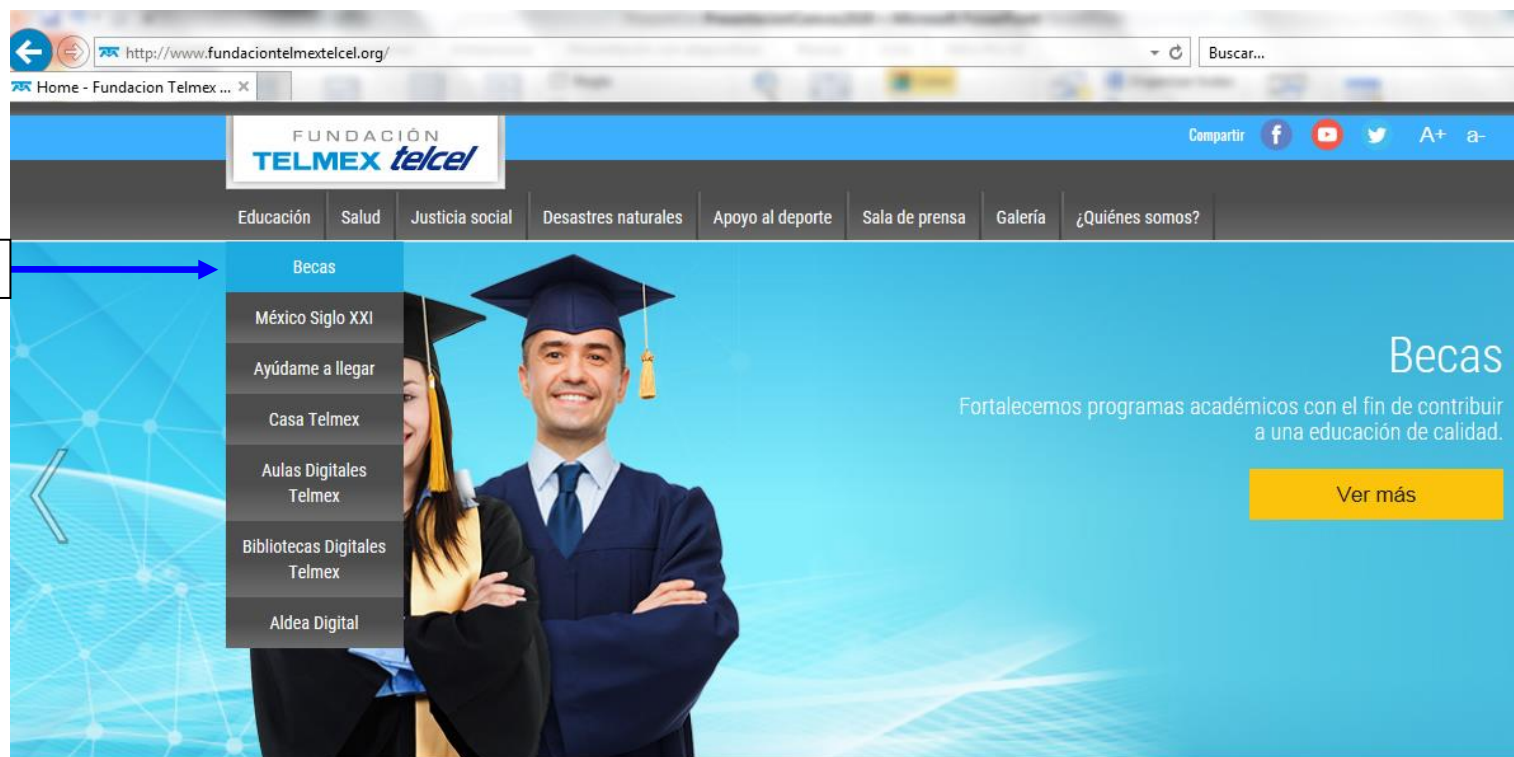 http://www.fundaciontelmextelcel.org/
Buscar...
Home - Fundacion Telmex ...
FUNDACIÓN
TELMEX telcel
Compartir
A+ a-
Educación
Salud
Justicia social
Desastres naturales
Apoyo al deporte
Sala de prensa
Galería
¿Quiénes somos?
Becas
México Siglo XXI
Ayúdame a llegar
Casa Telmex
Aulas Digitales
Telmex
Bibliotecas Digitales
Telmex
Aldea Digital
Becas
Fortalecemos programas académicos con el fin de contribuir
a una educación de calidad.
Ver más